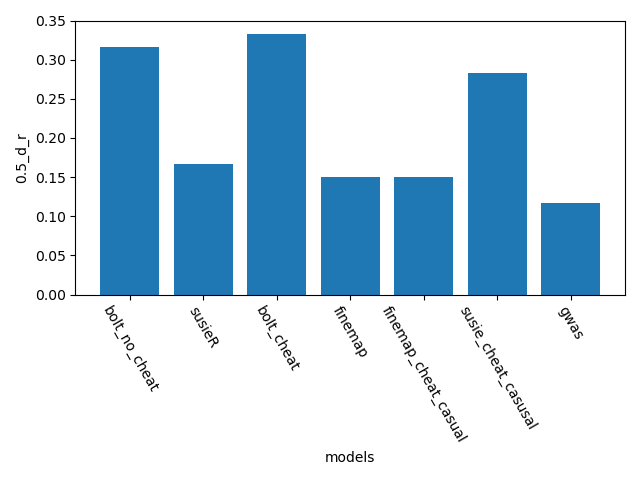 0.35
0.30
0.25
0.20
0.15
0.10
0.05
0.00
0.5_d_r
bolt_no_cheat
susieR
bolt_cheat
finemap
finemap_cheat_casual
susie_cheat_casusal
gwas
models